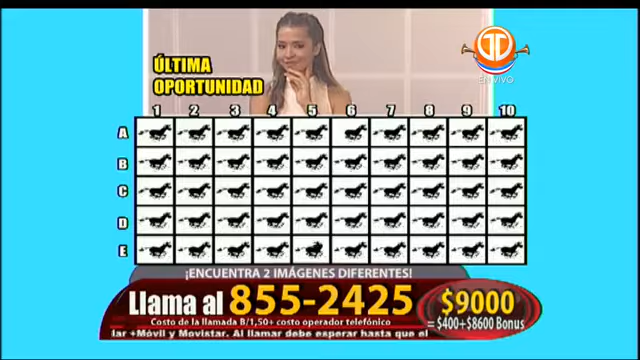 ÚLTIMA
OPORTUNIDAD
EN VIVO
1 2 3 4 5 6 7 8 9 10
A
B
C
D
E
¡ENCUENTRA 2 IMÁGENES DIFERENTES!
Llama al 855-2425
$9000
Costo de la llamada B/1,50+ costo operador telefónico
= $400+$8600 Bonus
lar +Móvil y Movistar. Al llamar debe esperar hasta que el